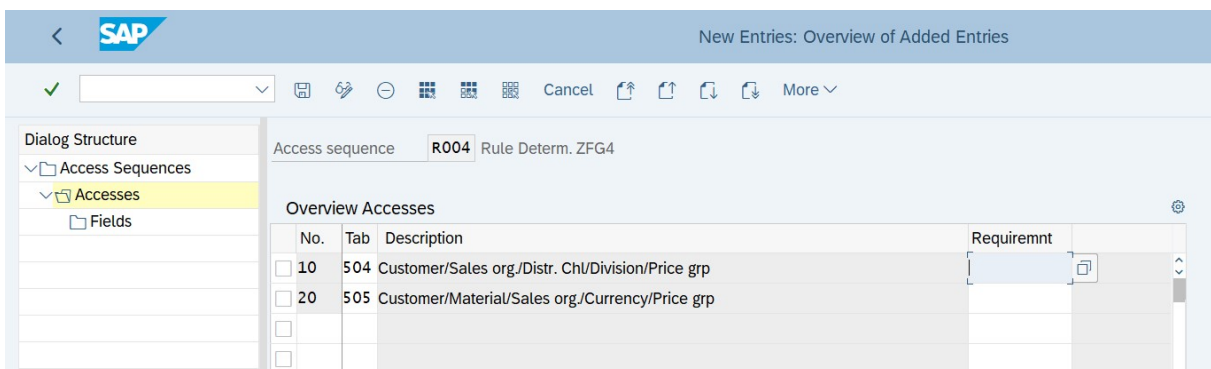 SAP New Entries: Overview of Added Entries
Cancel More
Dialog Structure
Access Sequences
Accesses
Fields
Access sequence R004 Rule Determ. ZFG4
Overview Accesses
No. Tab Description Requiremnt
10 504 Customer/Sales org./Distr. Chl/Division/Price grp
20 505 Customer/Material/Sales org./Currency/Price grp